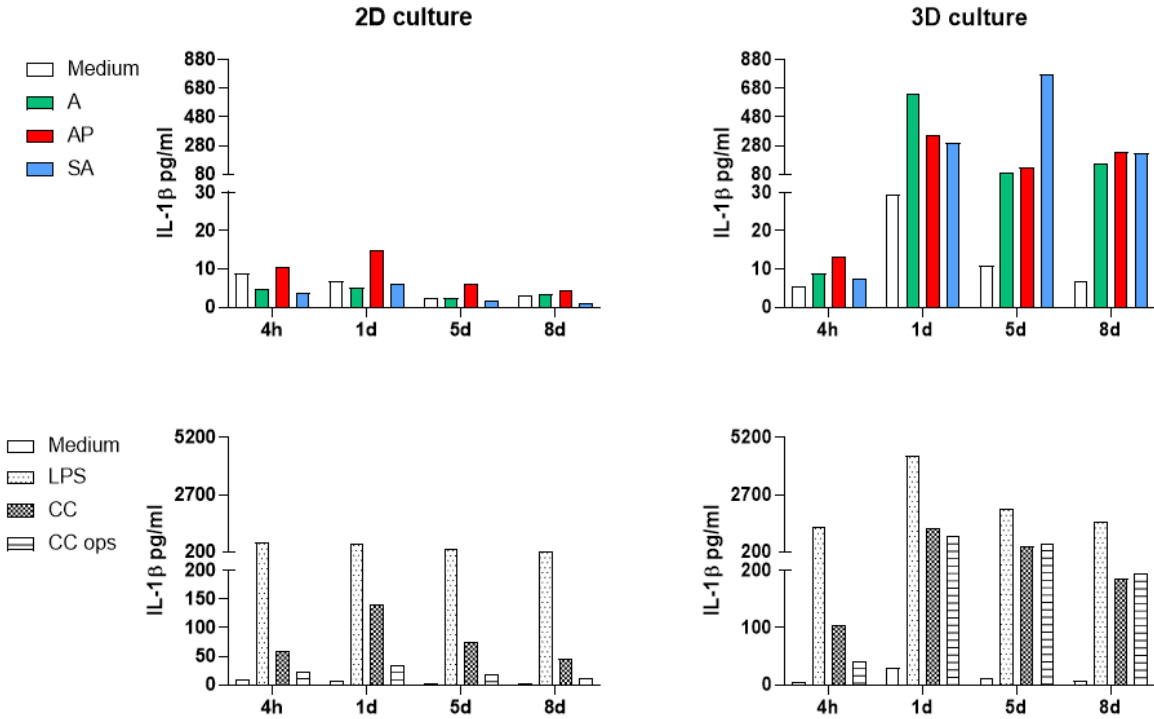 2D culture
3D culture
Medium
A
AP
SA
IL-1β pg/ml
880
680
480
280
80
30
20
10
0
4h 1d 5d 8d
IL-1β pg/ml
880
680
480
280
80
30
20
10
0
4h 1d 5d 8d
Medium
LPS
CC
CC ops
IL-1β pg/ml
5200
2700
200
200
150
100
50
0
4h 1d 5d 8d
IL-1β pg/ml
5200
2700
200
200
100
0
4h 1d 5d 8d